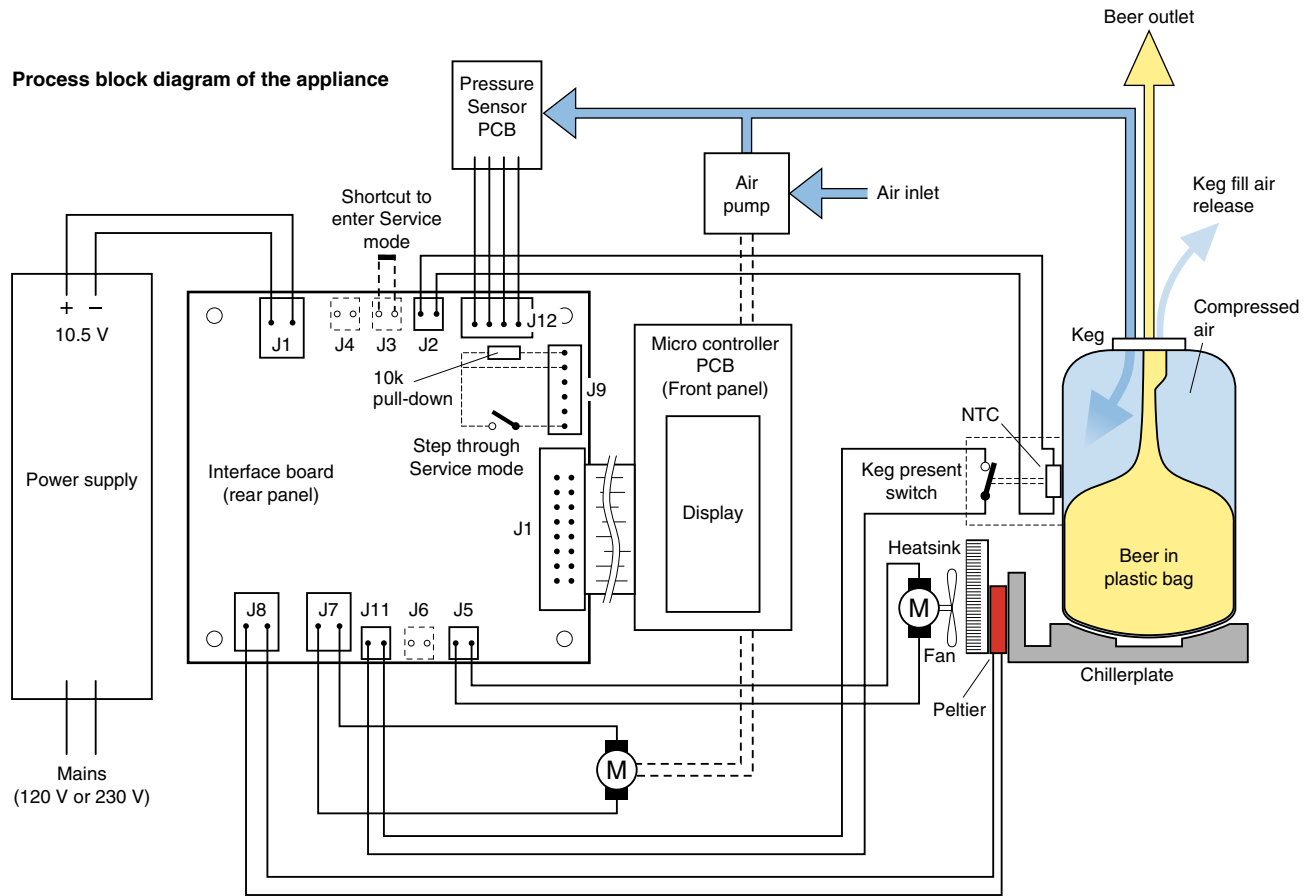 Beer outlet
Process block diagram of the appliance
Pressure
Sensor
PCB
Air
pump
Air inlet
Keg fill air
release
Shortcut to
enter Service
mode
Compressed
air
+ –
10.5 V
J1
J4
J3
J2
J12
Keg
Micro controller
PCB
(Front panel)
10k
pull-down
J9
NTC
Step through
Service mode
Power supply
Interface board
(rear panel)
Keg present
switch
J1
Display
Heatsink
Beer in
plastic bag
J8
J7
J11
J6
J5
M
Fan
Chillerplate
Peltier
Mains
(120 V or 230 V)
M